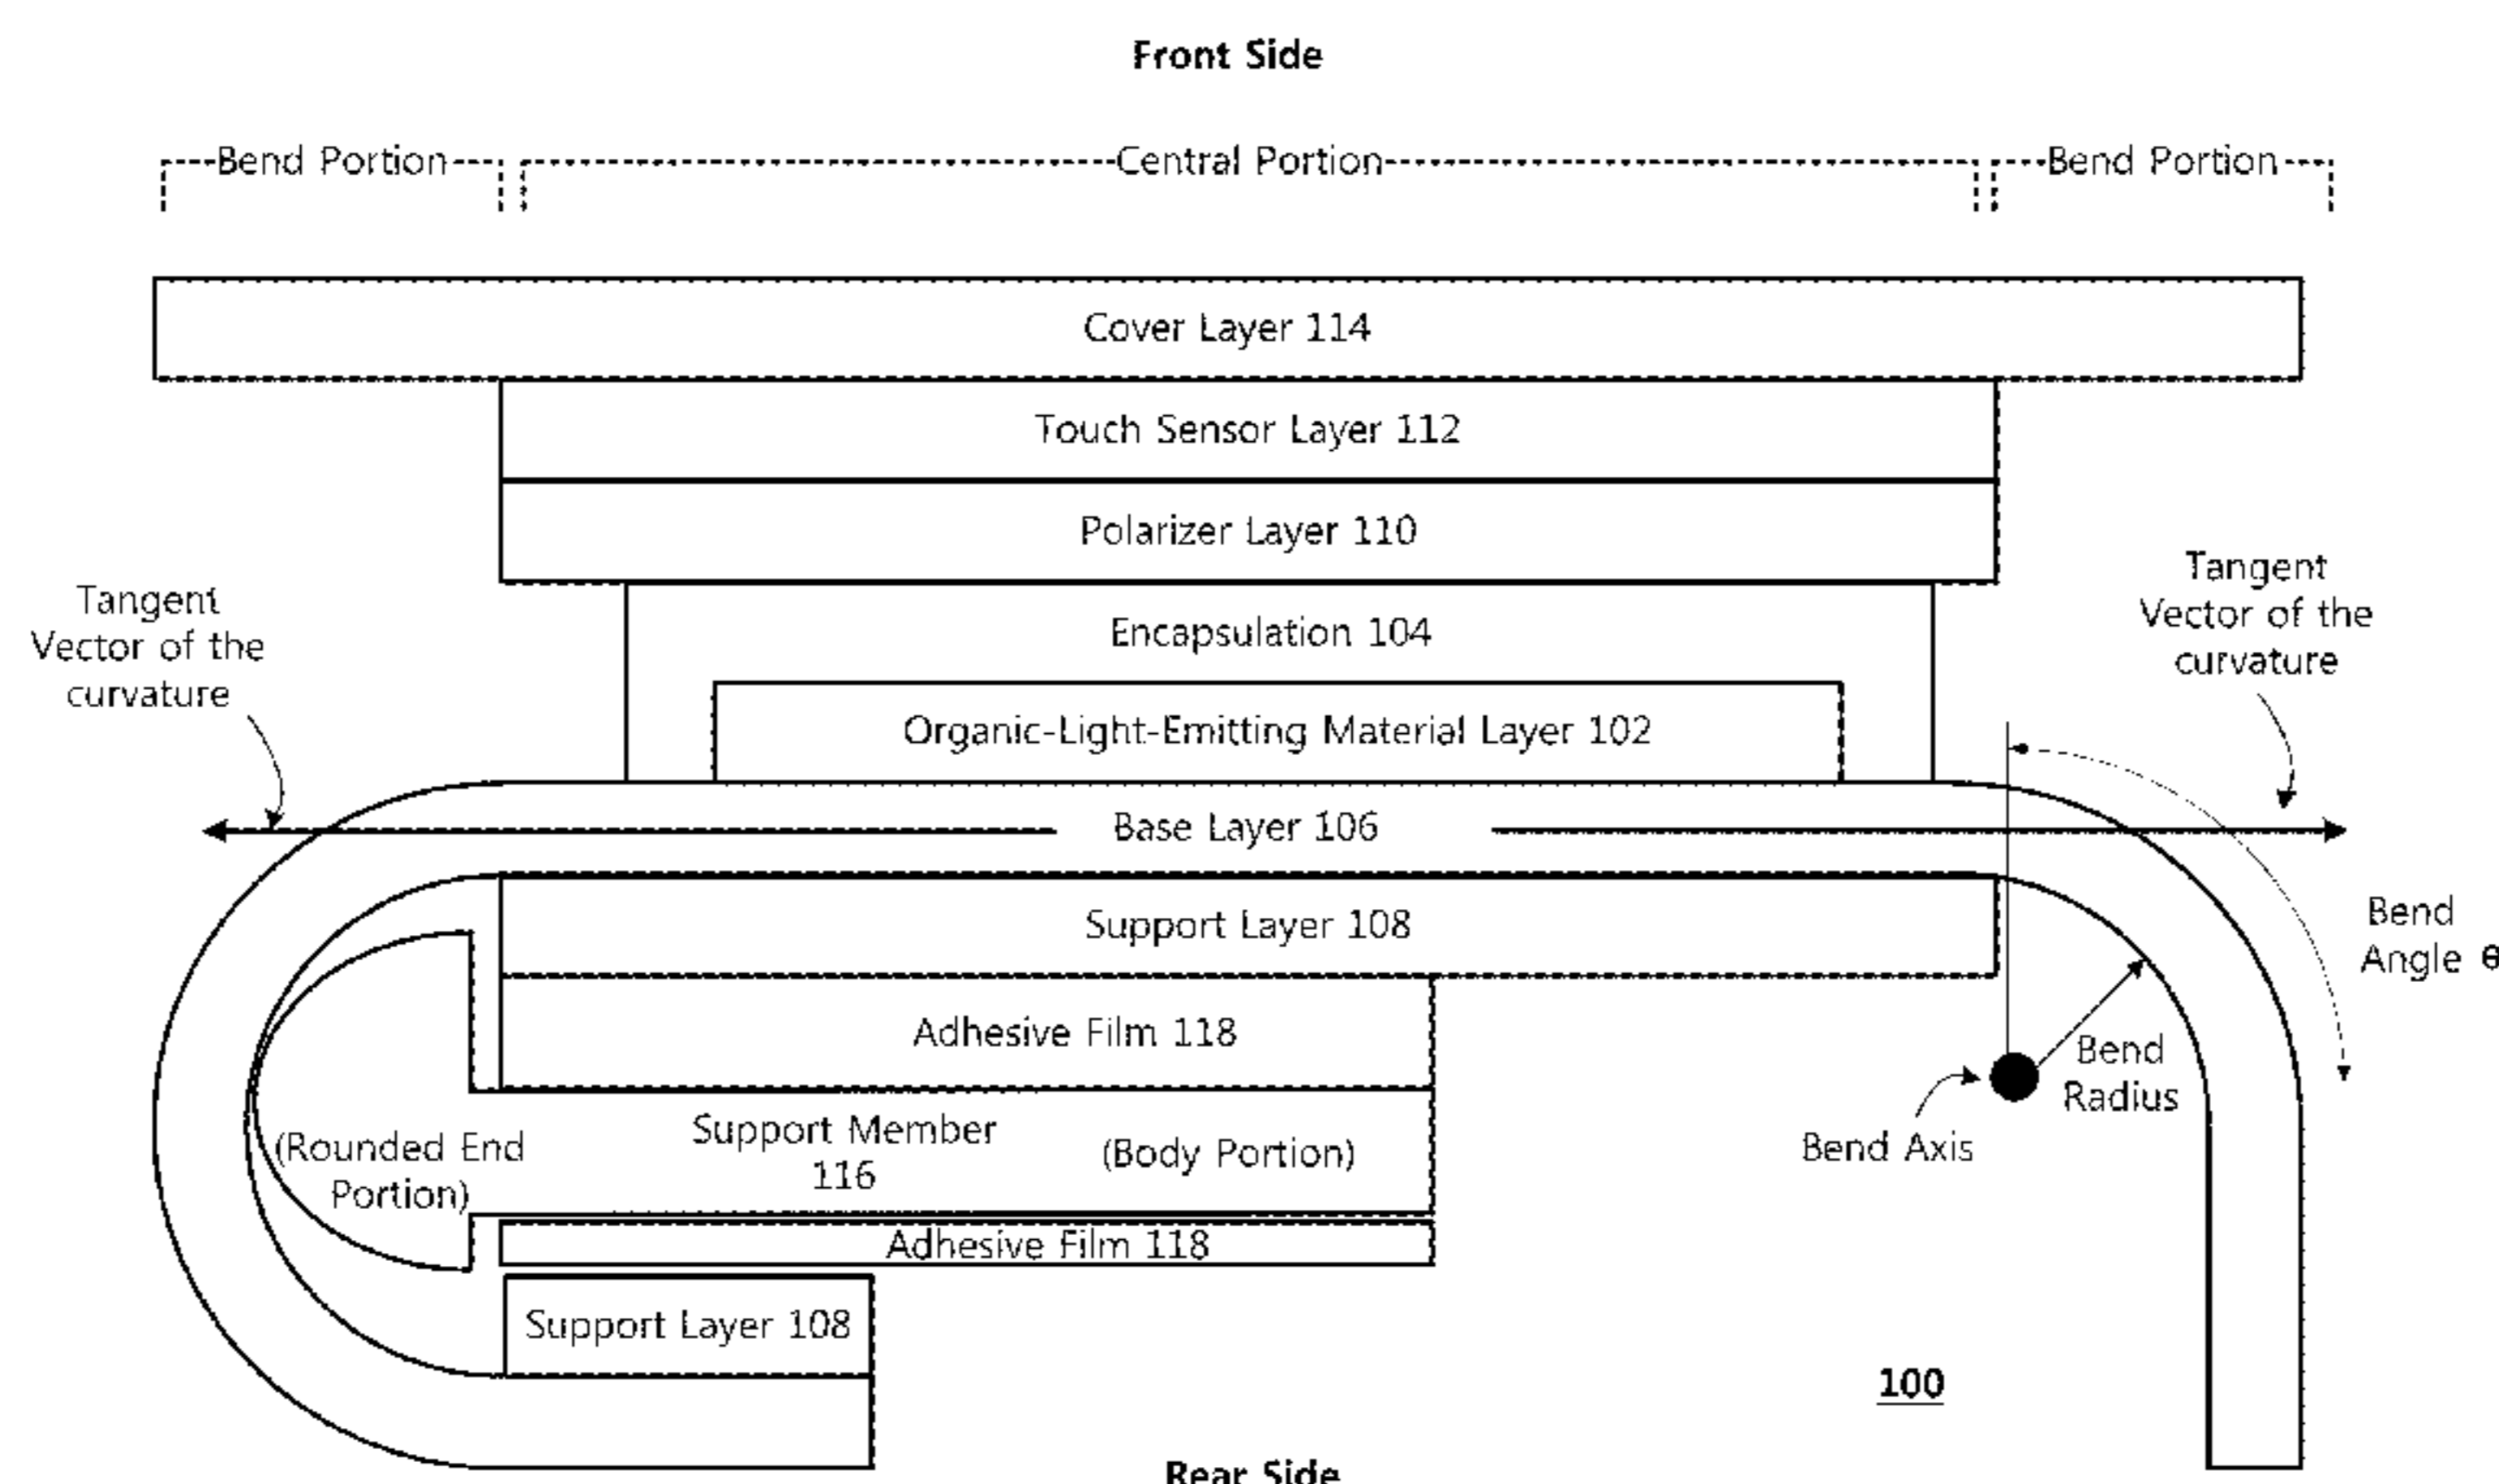 Front Side
Bend Portion Central Portion Bend Portion
Cover Layer 114
Touch Sensor Layer 112
Polarizer Layer 110
Tangent
Vector of the
curvature
Encapsulation 104
Tangent
Vector of the
curvature
Organic-Light-Emitting Material Layer 102
Base Layer 106
Support Layer 108
Bend
Angle θ
Adhesive Film 118
Bend
Radius
Bend Axis
(Rounded End
Portion)
Support Member
116
(Body Portion)
Adhesive Film 118
Support Layer 108
100
Rear Side